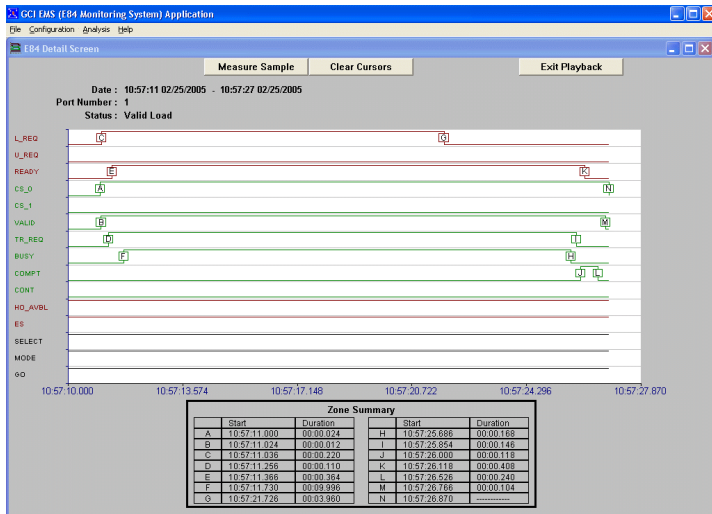 GCI EMS (E84 Monitoring System) Application
File Configuration Analysis Help
E84 Detail Screen
Measure Sample Clear Cursors Exit Playback
Date : 10:57:11 02/25/2005 - 10:57:27 02/25/2005
Port Number : 1
Status : Valid Load
L_REQ C G
U_REQ
READY E K
CS_0 A N
CS_1
VALID B M
TR_REQ D I
BUSY F H
COMPT J L
CONT
HO_AVBL
ES
SELECT
MODE
GO
10:57:10.000 10:57:13.574 10:57:17.148 10:57:20.722 10:57:24.296 10:57:27.870
Zone Summary
Start Duration Start Duration
A 10:57:11.000 00:00.024 H 10:57:25.686 00:00.168
B 10:57:11.024 00:00.012 I 10:57:25.854 00:00.146
C 10:57:11.036 00:00.220 J 10:57:26.000 00:00.118
D 10:57:11.256 00:00.110 K 10:57:26.118 00:00.408
E 10:57:11.366 00:00.364 L 10:57:26.526 00:00.240
F 10:57:11.730 00:09.996 M 10:57:26.766 00:00.104
G 10:57:21.726 00:03.960 N 10:57:26.870 ------------